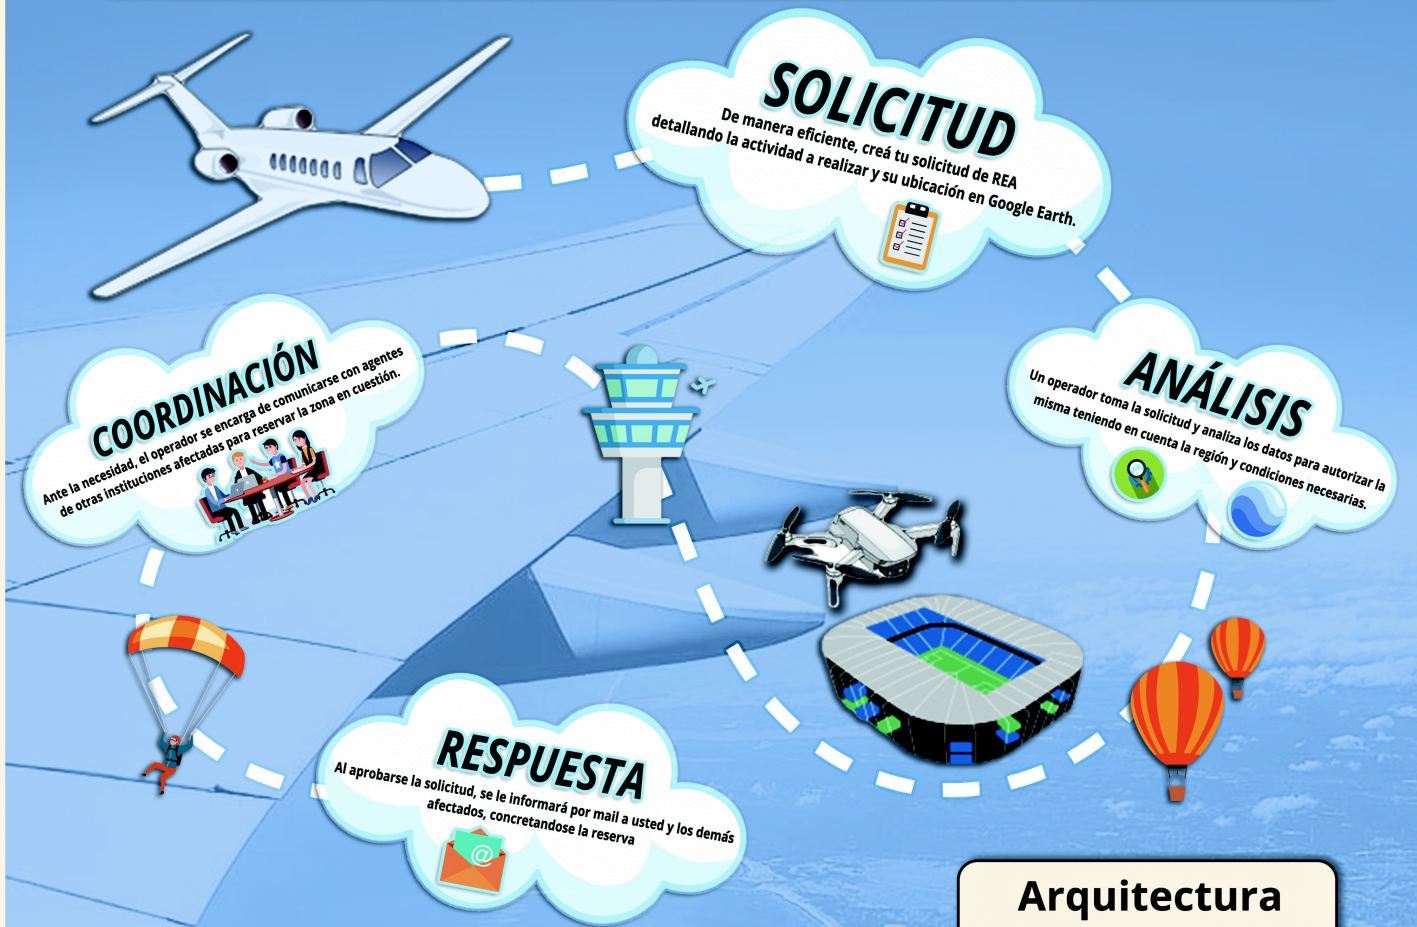 SOLICITUD
De manera eficiente, creá tu solicitud de REA
detallando la actividad a realizar y su ubicación en Google Earth.
ANÁLISIS
Un operador toma la solicitud y analiza los datos para autorizar la
misma teniendo en cuenta la región y condiciones necesarias.
COORDINACIÓN
Ante la necesidad, el operador se encarga de comunicarse con agentes
de otras instituciones afectadas para reservar la zona en cuestión.
RESPUESTA
Al aprobarse la solicitud, se le informará por mail a usted y los demás
afectados, concretandose la reserva
@
Arquitectura